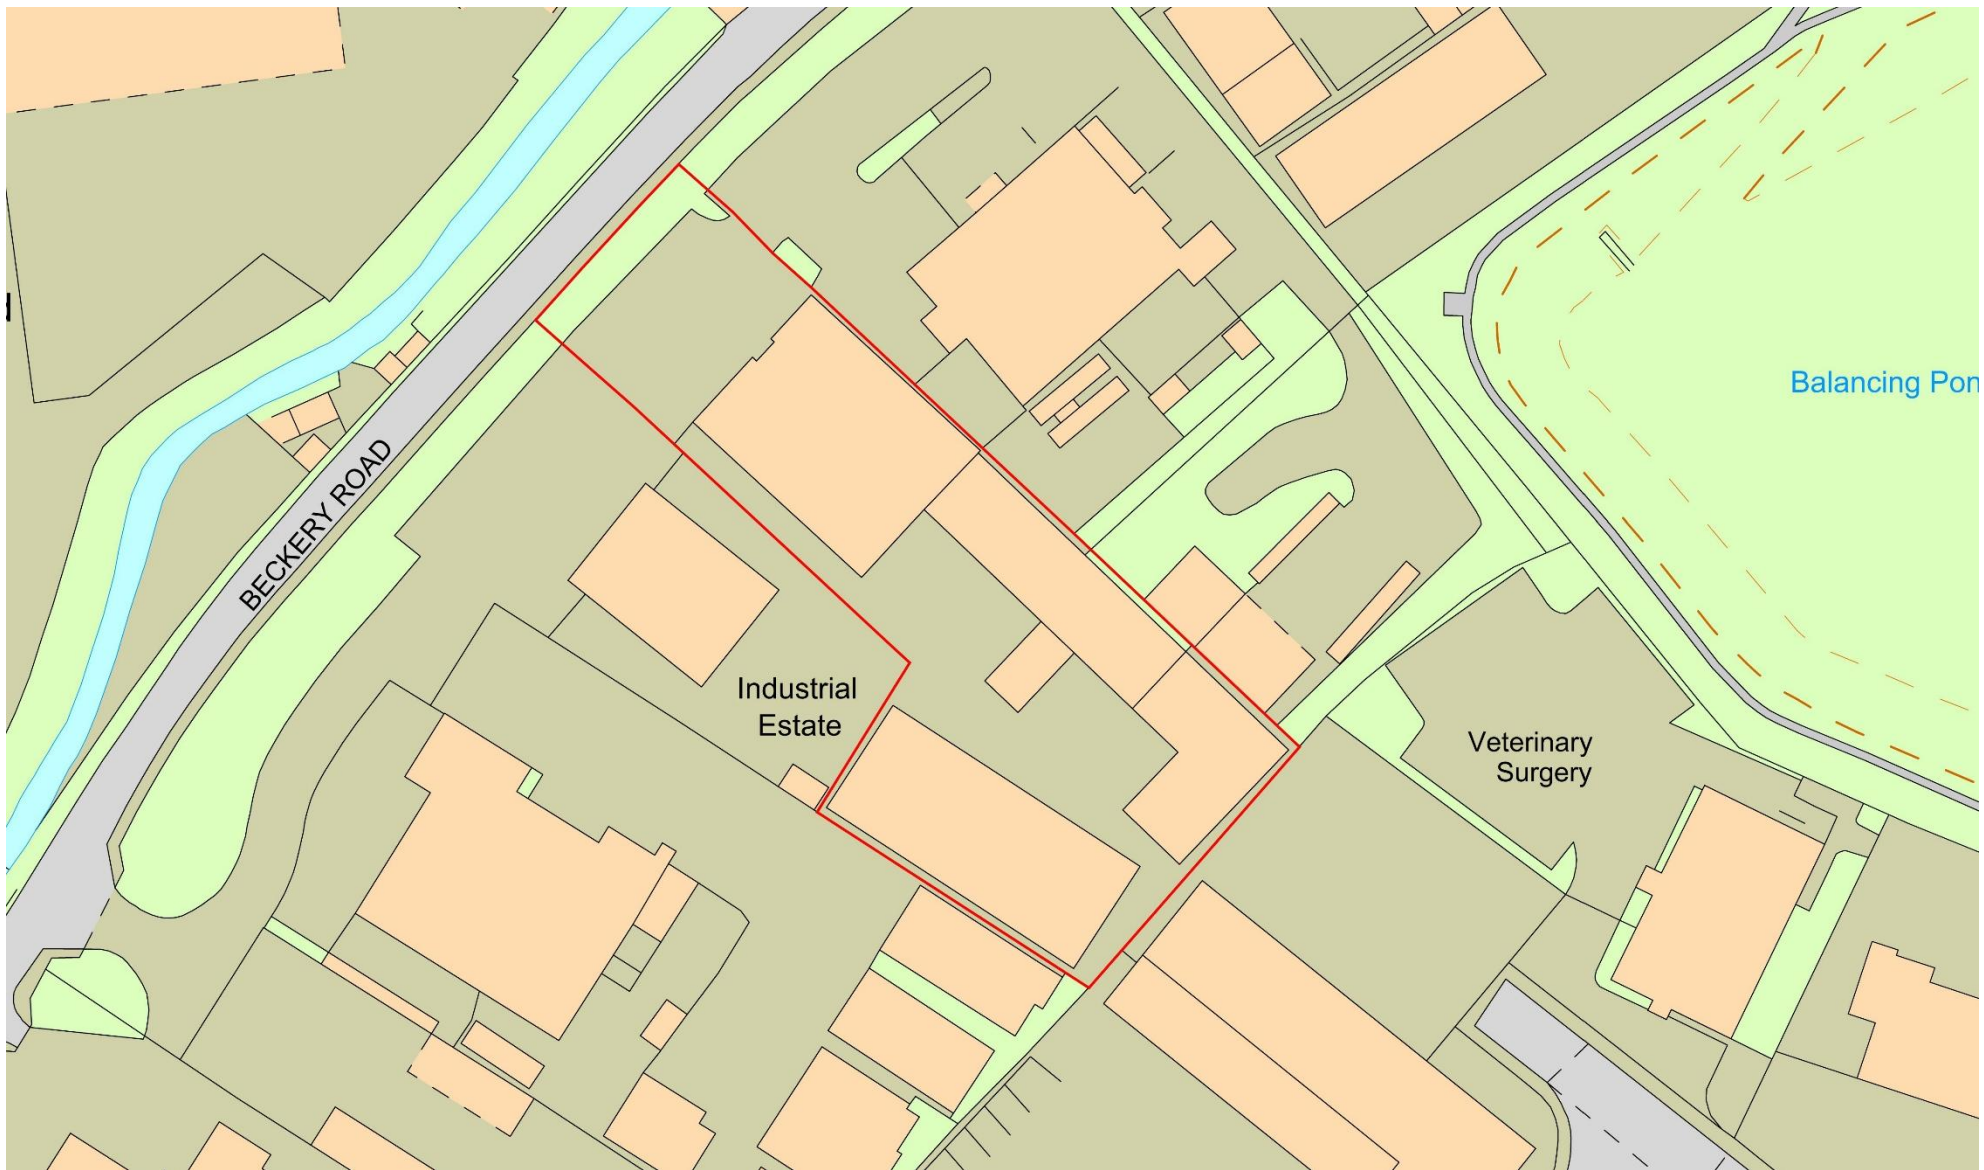 Balancing Pon
BECKERY ROAD
Industrial
Estate
Veterinary
Surgery